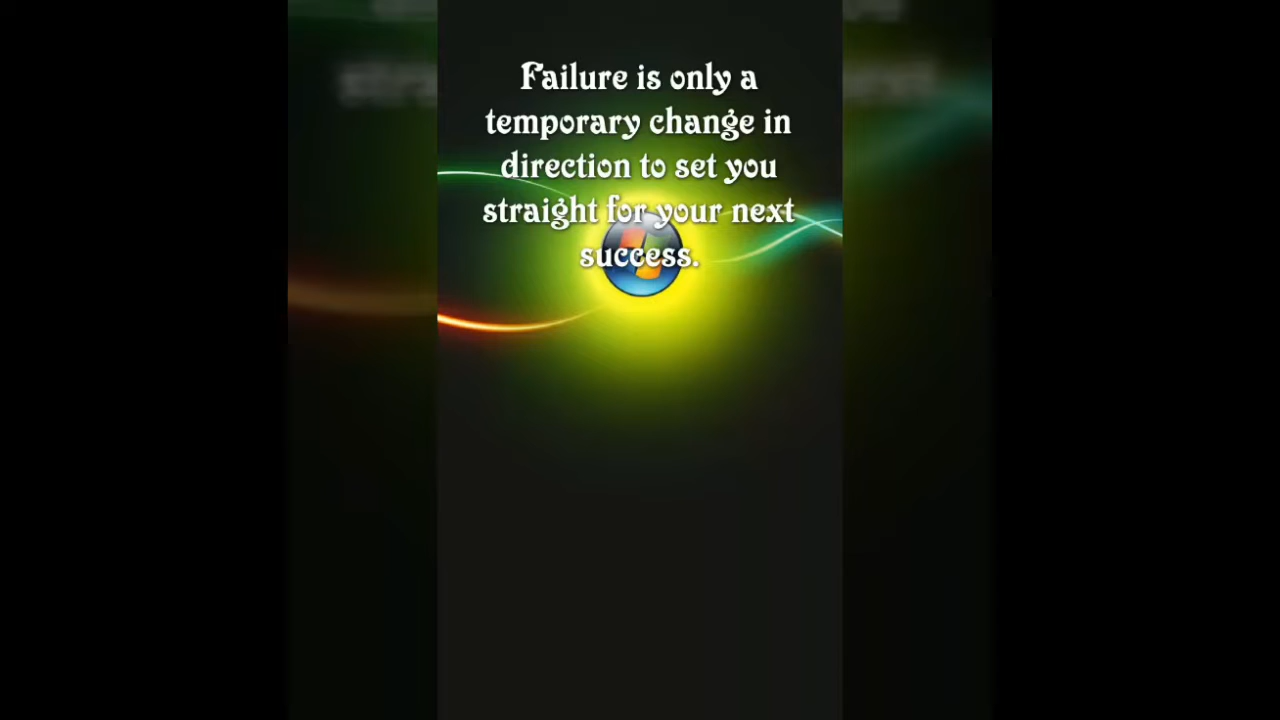 Failure is only a
temporary change in
direction to set you
straight for your next
success.